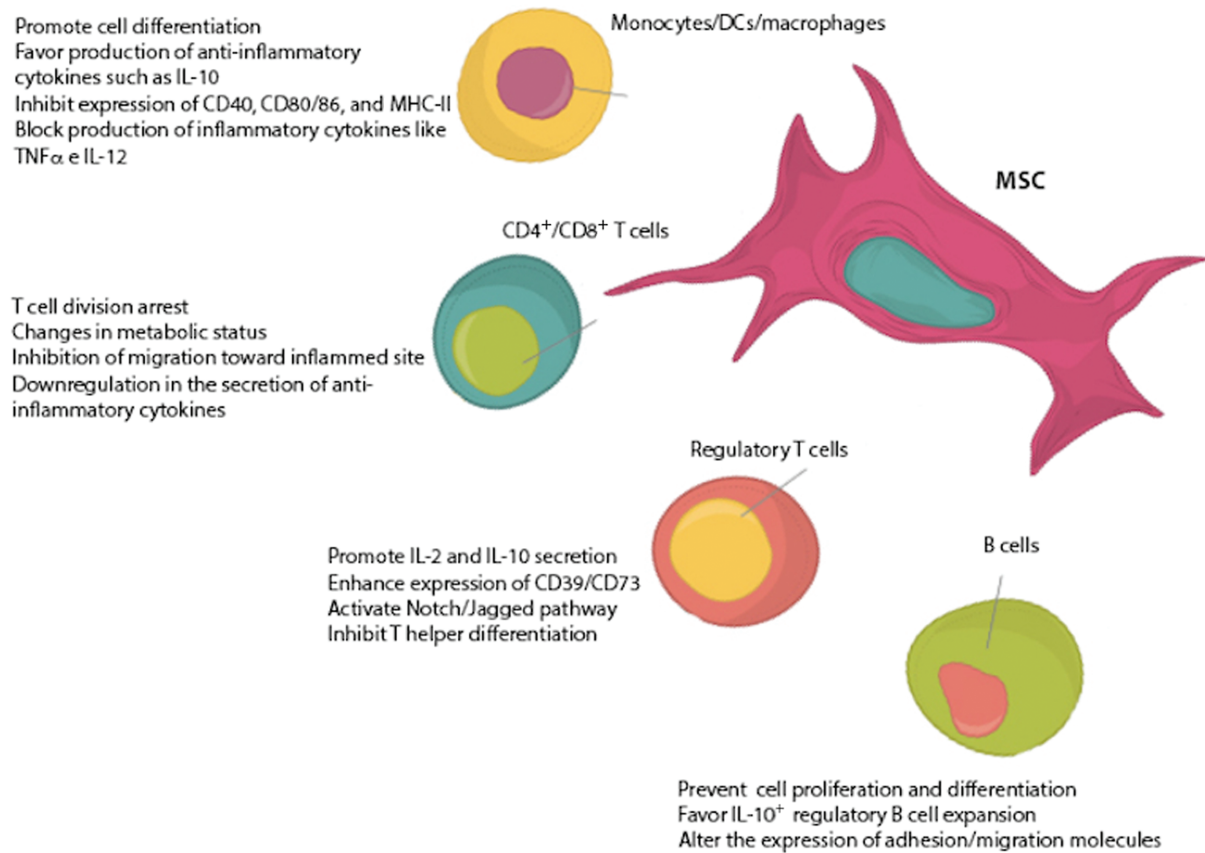 Promote cell differentiation
Favor production of anti-inflammatory
cytokines such as IL-10
Inhibit expression of CD40, CD80/86, and MHC-II
Block production of inflammatory cytokines like
TNFα e IL-12
Monocytes/DCs/macrophages
MSC
CD4⁺/CD8⁺ T cells
T cell division arrest
Changes in metabolic status
Inhibition of migration toward inflammed site
Downregulation in the secretion of anti-
inflammatory cytokines
Regulatory T cells
Promote IL-2 and IL-10 secretion
Enhance expression of CD39/CD73
Activate Notch/Jagged pathway
Inhibit T helper differentiation
B cells
Prevent cell proliferation and differentiation
Favor IL-10⁺ regulatory B cell expansion
Alter the expression of adhesion/migration molecules